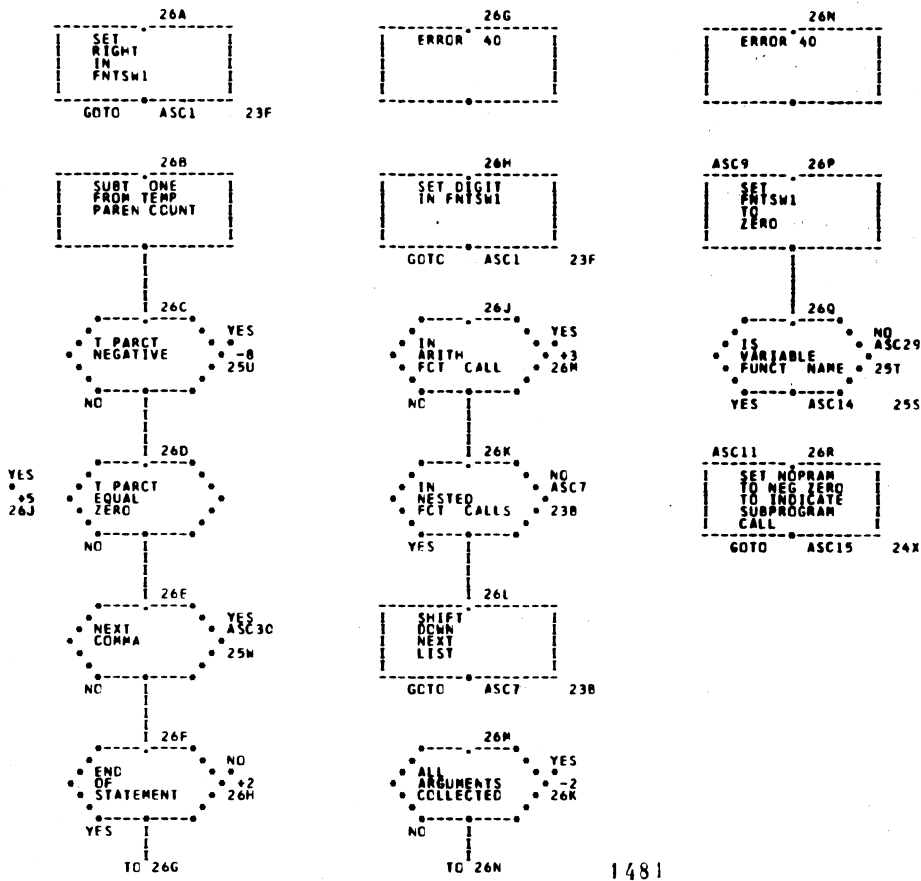 26A
SET
RIGHT
IN
FNTSW1
GOTO ASC1 23F
26B
SUBT ONE
FROM TEMP
PAREN COUNT
26C
T PARCT
NEGATIVE
YES
-8
25U
NO
26D
YES
+5
26J
T PARCT
EQUAL
ZERO
NO
26E
NEXT
COMMA
YES
ASC30
25W
NO
26F
END
OF
STATEMENT
NO
+2
26H
YES
TO 26G
26G
ERROR 40
26H
SET DIGIT
IN FNTSW1
GOTO ASC1 23F
26J
IN
ARITH
FCT CALL
YES
+3
26M
NO
26K
IN
NESTED
FCT CALLS
NO
ASC7
23B
YES
26L
SHIFT
DOWN
NEXT
LIST
GOTO ASC7 23B
26M
ALL
ARGUMENTS
COLLECTED
YES
-2
26K
NO
TO 26N
26N
ERROR 40
ASC9 26P
SET
FNTSW1
TO
ZERO
26Q
IS
VARIABLE
FUNCT NAME
NO
ASC29
25T
YES ASC14 25S
ASC11 26R
SET NOPRAM
TO NEG ZERO
TO INDICATE
SUBPROGRAM
CALL
GOTO ASC15 24X
1481